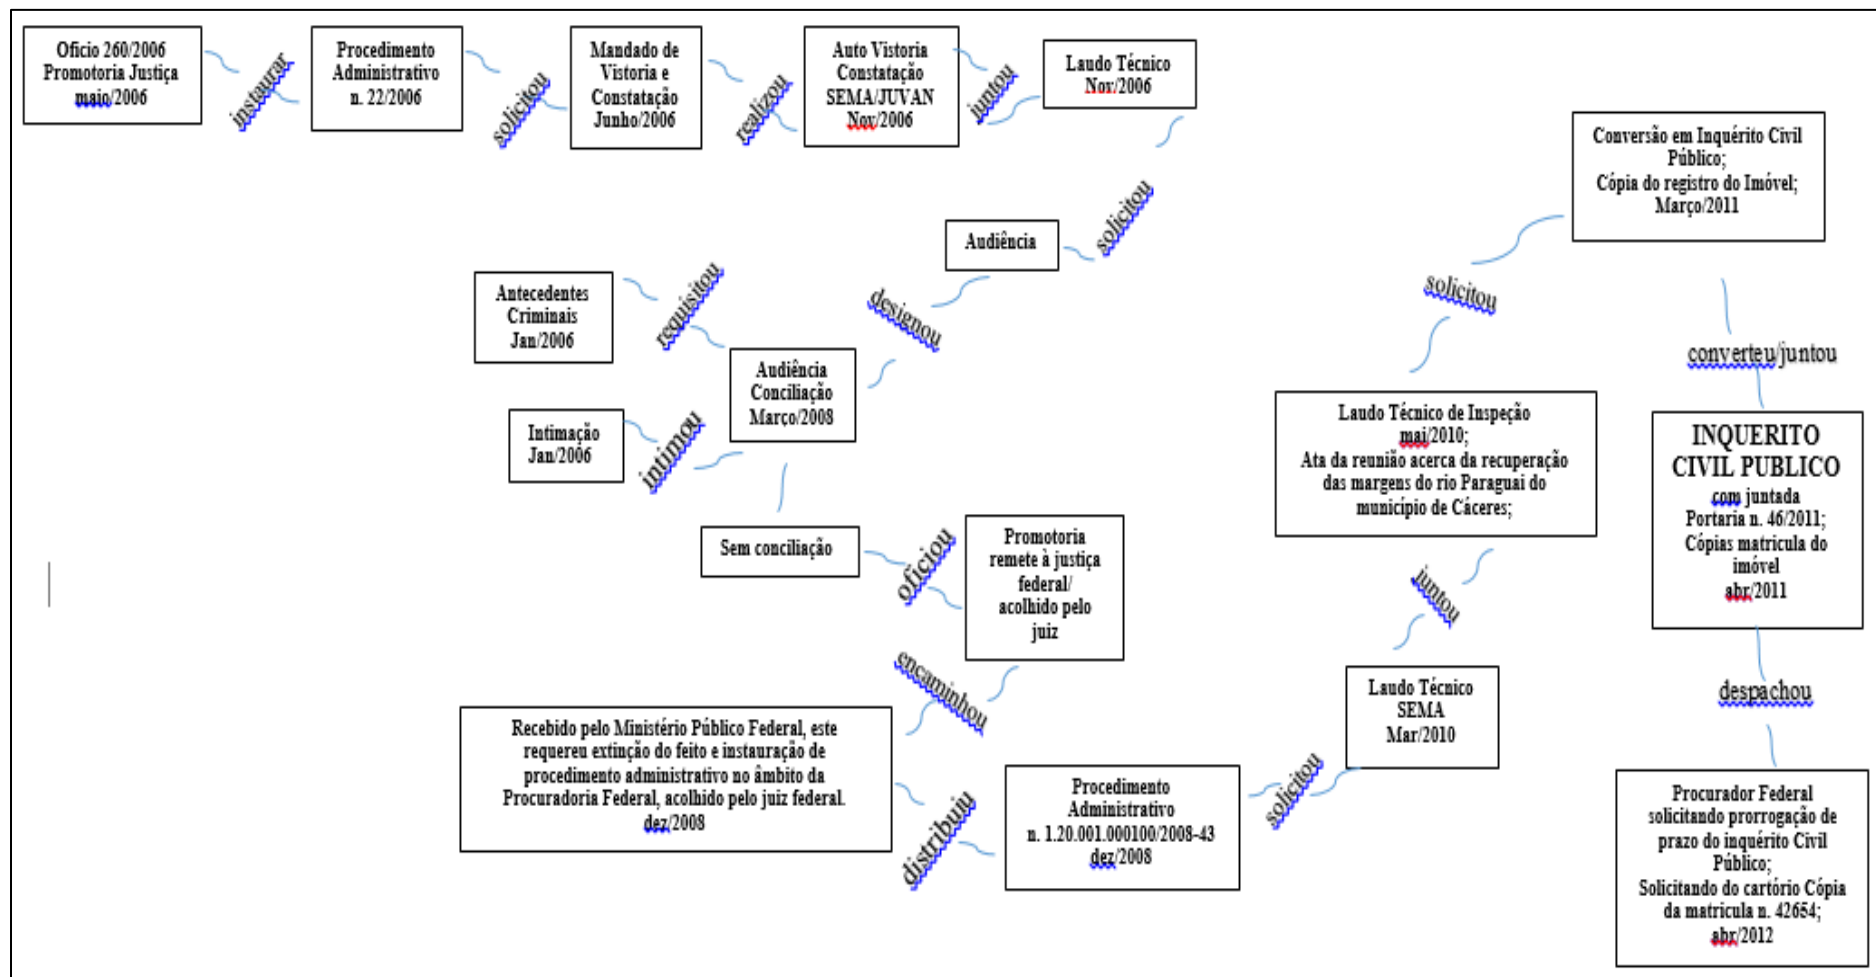 Oficio 260/2006
Promotoria Justiça
maio/2006
instaurar
Procedimento
Administrativo
n. 22/2006
solicitou
Mandado de
Vistoria e
Constatação
Junho/2006
realizou
Auto Vistoria
Constatação
SEMA/JUVAN
Nov/2006
juntou
Laudo Técnico
Nov/2006
solicitou
Audiência
designou
Audiência
Conciliação
Março/2008
requisitou
Antecedentes
Criminais
Jan/2006
intimou
Intimação
Jan/2006
Sem conciliação
oficiou
Promotoria
remete à justiça
federal/
acolhido pelo
juiz
encaminhou
Recebido pelo Ministério Público Federal, este
requereu extinção do feito e instauração de
procedimento administrativo no âmbito da
Procuradoria Federal, acolhido pelo juiz federal.
dez/2008
distribuiu
Procedimento
Administrativo
n. 1.20.001.000100/2008-43
dez/2008
solicitou
Laudo Técnico
SEMA
Mar/2010
juntou
Laudo Técnico de Inspeção
mai/2010;
Ata da reunião acerca da recuperação
das margens do rio Paraguai do
município de Cáceres;
solicitou
Conversão em Inquérito Civil
Público;
Cópia do registro do Imóvel;
Março/2011
converteu/juntou
INQUERITO
CIVIL PUBLICO
com juntada
Portaria n. 46/2011;
Cópias matricula do
imóvel
abr/2011
despachou
Procurador Federal
solicitando prorrogação de
prazo do inquérito Civil
Público;
Solicitando do cartório Cópia
da matricula n. 42654;
abr/2012